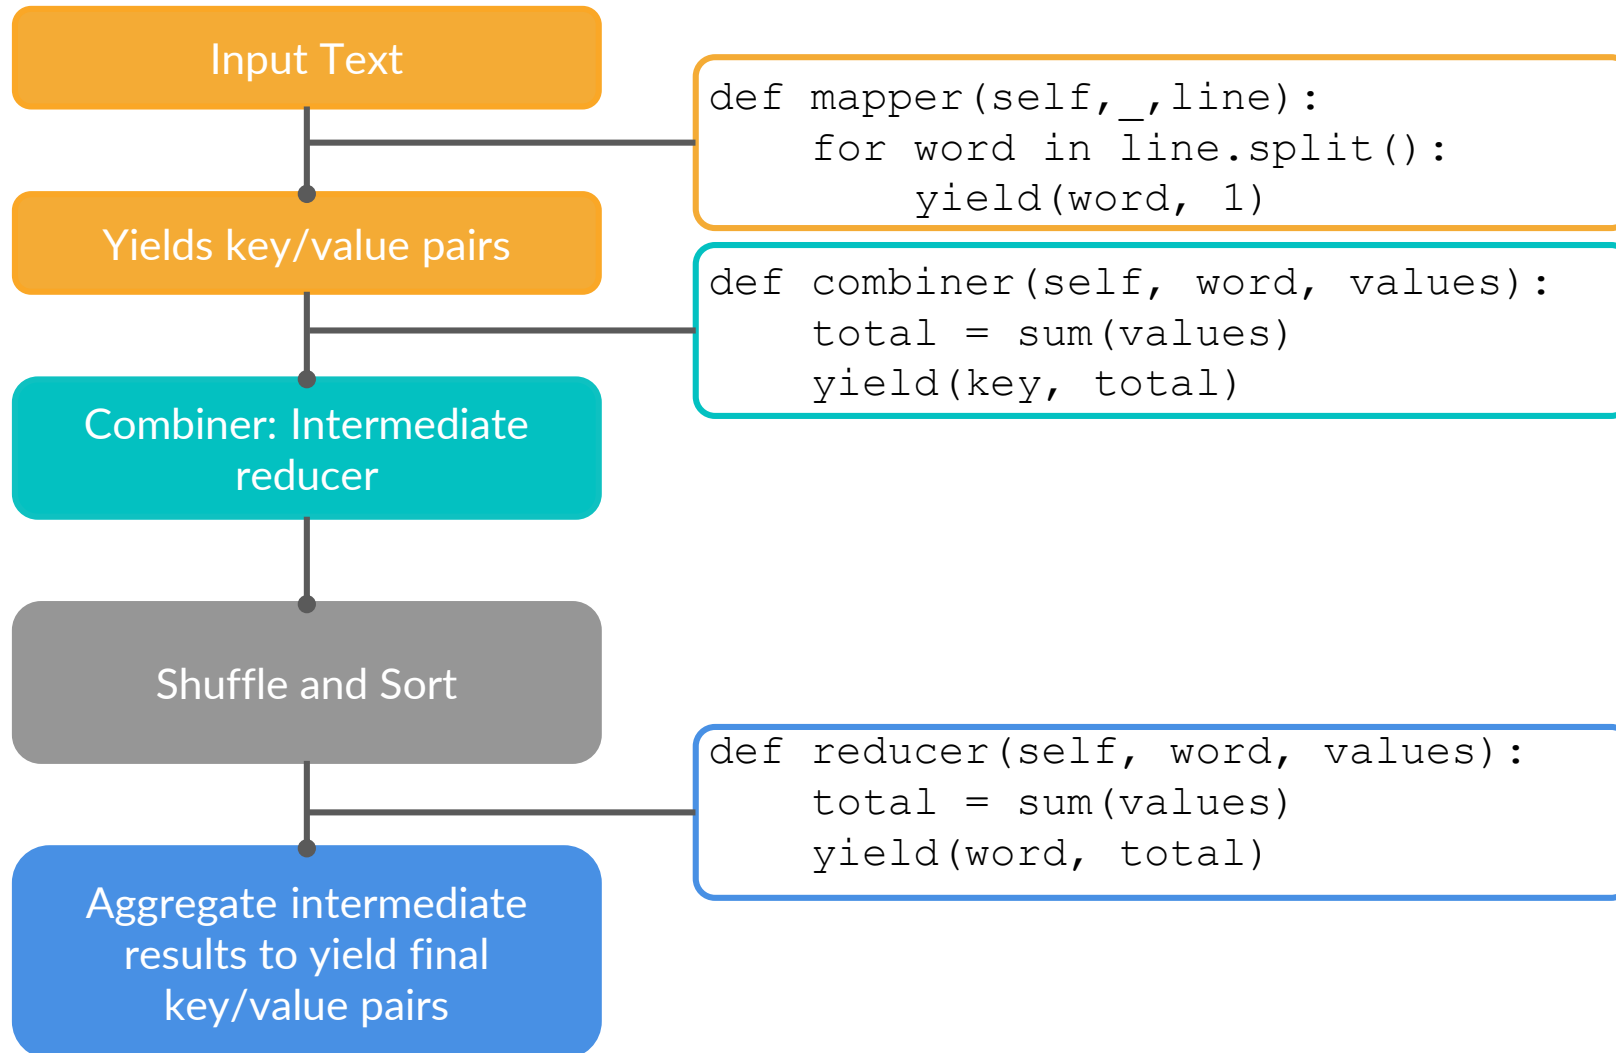 Input Text
def mapper(self,_,line):
    for word in line.split():
        yield(word, 1)
Yields key/value pairs
def combiner(self, word, values):
    total = sum(values)
    yield(key, total)
Combiner: Intermediate
reducer
Shuffle and Sort
def reducer(self, word, values):
    total = sum(values)
    yield(word, total)
Aggregate intermediate
results to yield final
key/value pairs